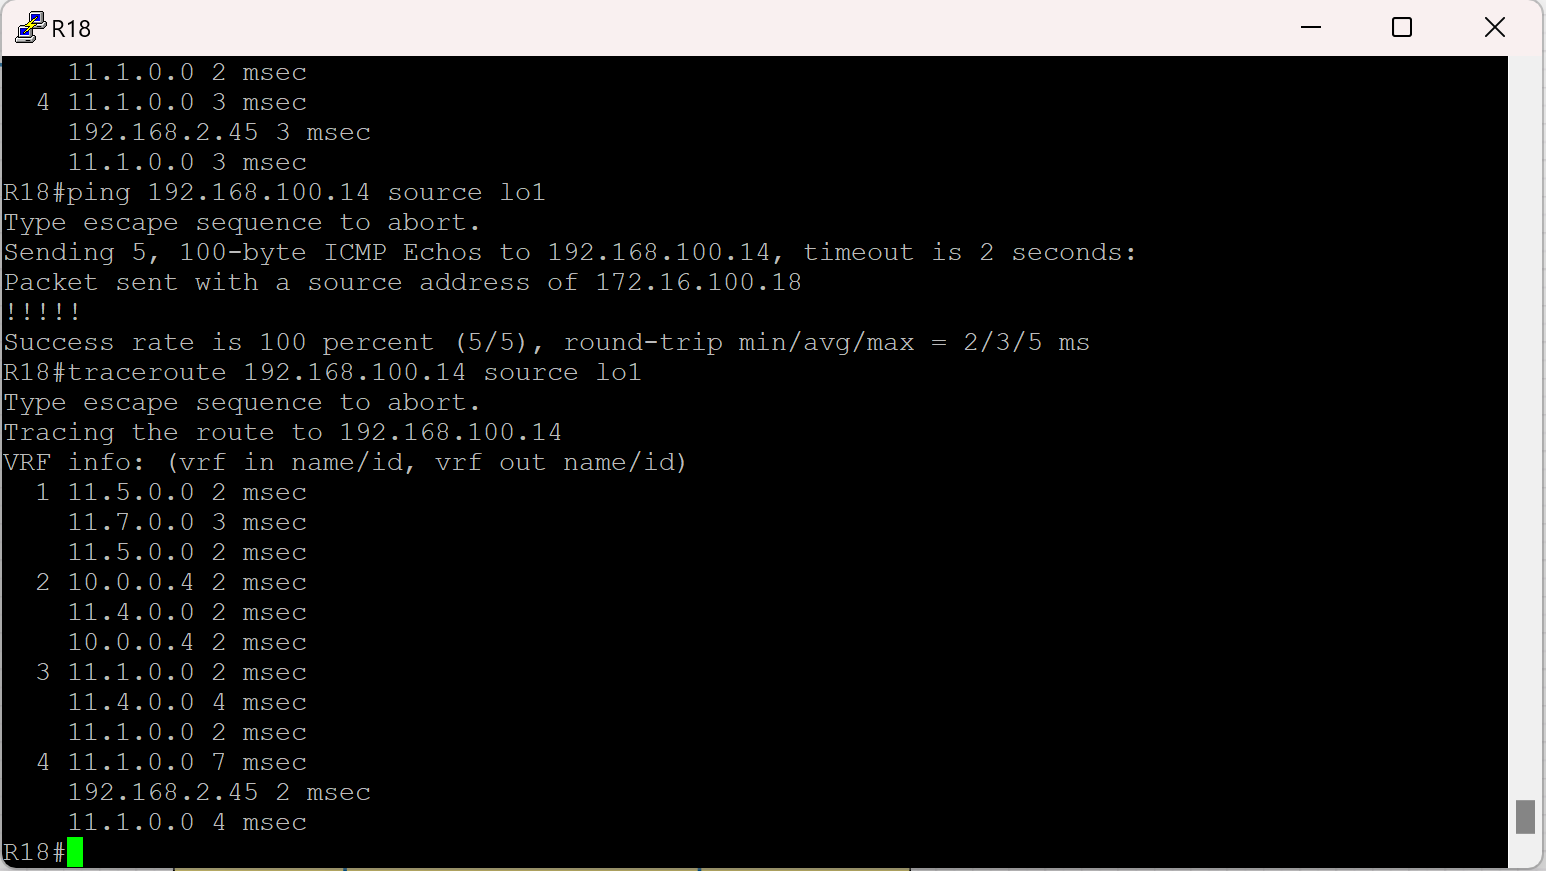 R18
11.1.0.0 2 msec
4 11.1.0.0 3 msec
192.168.2.45 3 msec
11.1.0.0 3 msec
R18#ping 192.168.100.14 source lo1
Type escape sequence to abort.
Sending 5, 100-byte ICMP Echos to 192.168.100.14, timeout is 2 seconds:
Packet sent with a source address of 172.16.100.18
!!!!!
Success rate is 100 percent (5/5), round-trip min/avg/max = 2/3/5 ms
R18#traceroute 192.168.100.14 source lo1
Type escape sequence to abort.
Tracing the route to 192.168.100.14
VRF info: (vrf in name/id, vrf out name/id)
1 11.5.0.0 2 msec
11.7.0.0 3 msec
11.5.0.0 2 msec
2 10.0.0.4 2 msec
11.4.0.0 2 msec
10.0.0.4 2 msec
3 11.1.0.0 2 msec
11.4.0.0 4 msec
11.1.0.0 2 msec
4 11.1.0.0 7 msec
192.168.2.45 2 msec
11.1.0.0 4 msec
R18#